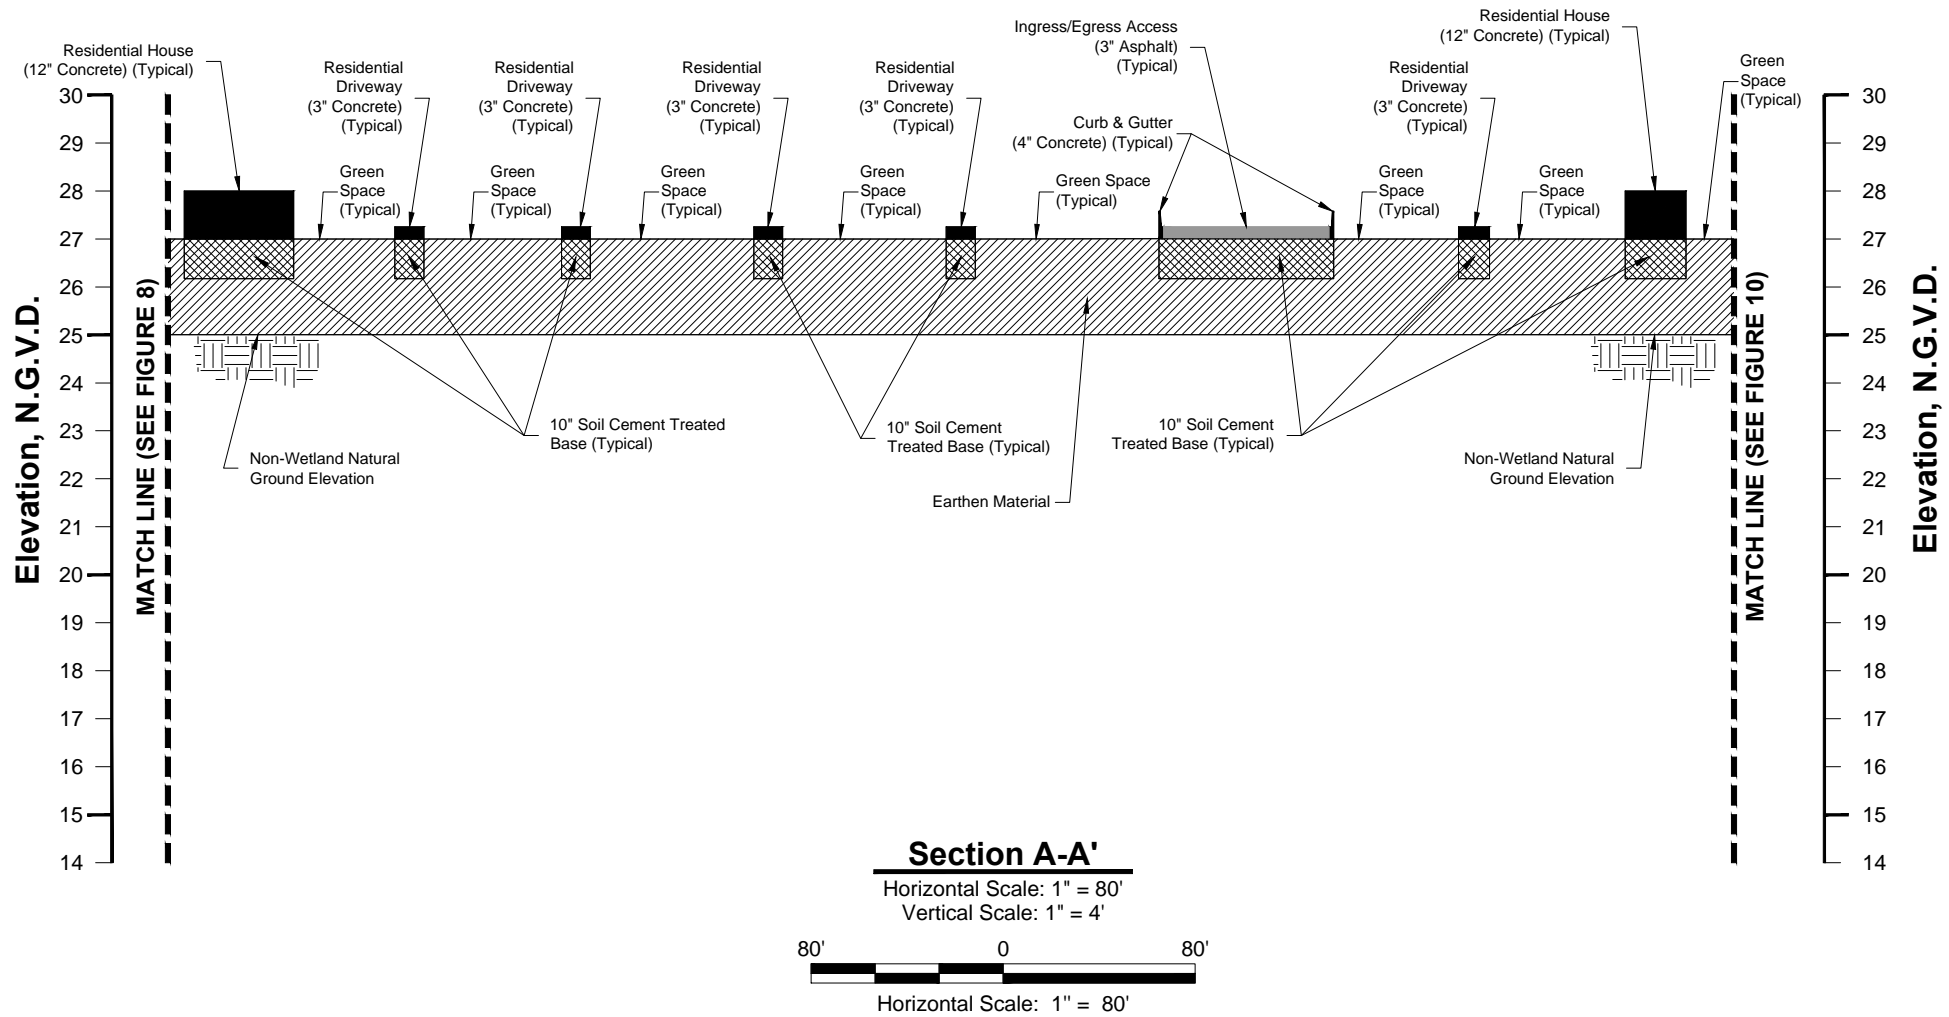 Residential House
(12" Concrete) (Typical)
Residential
Driveway
(3" Concrete)
(Typical)
Residential
Driveway
(3" Concrete)
(Typical)
Residential
Driveway
(3" Concrete)
(Typical)
Residential
Driveway
(3" Concrete)
(Typical)
Ingress/Egress Access
(3" Asphalt)
(Typical)
Curb & Gutter
(4" Concrete) (Typical)
Residential
Driveway
(3" Concrete)
(Typical)
Residential House
(12" Concrete) (Typical)
Green
Space
(Typical)
Green
Space
(Typical)
Green
Space
(Typical)
Green
Space
(Typical)
Green
Space
(Typical)
Green Space
(Typical)
Green
Space
(Typical)
Green
Space
(Typical)
Elevation, N.G.V.D.
30
29
28
27
26
25
24
23
22
21
20
19
18
17
16
15
14
MATCH LINE (SEE FIGURE 8)
10" Soil Cement Treated
Base (Typical)
10" Soil Cement
Treated Base (Typical)
10" Soil Cement
Treated Base (Typical)
Non-Wetland Natural
Ground Elevation
Earthen Material
Non-Wetland Natural
Ground Elevation
MATCH LINE (SEE FIGURE 10)
30
29
28
27
26
25
24
23
22
21
20
19
18
17
16
15
14
Elevation, N.G.V.D.
Section A-A'
Horizontal Scale: 1" = 80'
Vertical Scale: 1" = 4'
80' 0 80'
Horizontal Scale: 1" = 80'